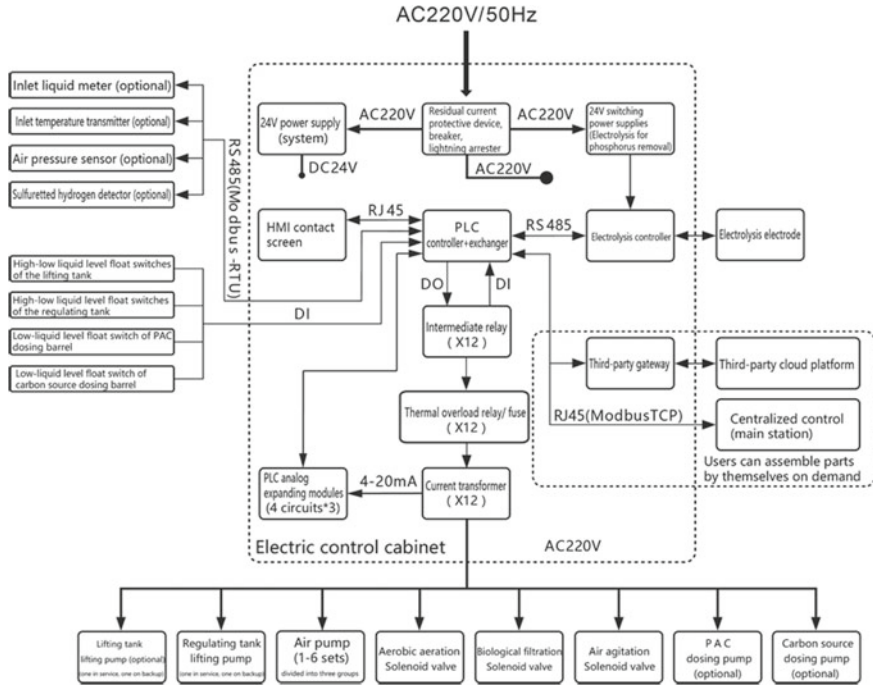 AC220V/50Hz
Inlet liquid meter (optional)
Inlet temperature transmitter (optional)
Air pressure sensor (optional)
Sulfuretted hydrogen detector (optional)
RS485(Modbus-RTU)
High-low liquid level float switches
of the lifting tank
High-low liquid level float switches
of the regulating tank
Low-liquid level float switch of PAC
dosing barrel
Low-liquid level float switch of
carbon source dosing barrel
DI
24V power supply
(system)
AC220V
Residual current
protective device,
breaker,
lightning arrester
AC220V
24V switching
power supplies
(Electrolysis for
phosphorus removal)
DC24V
AC220V
HMI contact
screen
RJ45
PLC
controller+exchanger
RS485
Electrolysis controller
Electrolysis electrode
DO
DI
Intermediate relay
(X12)
Thermal overload relay/ fuse
(X12)
PLC analog
expanding modules
(4 circuits*3)
4-20mA
Current transformer
(X12)
Third-party gateway
Third-party cloud platform
RJ45(ModbusTCP)
Centralized control
(main station)
Users can assemble parts
by themselves on demand
Electric control cabinet
AC220V
Lifting tank
lifting pump (optional)
(one in service, one on backup)
Regulating tank
lifting pump
(one in service, one on backup)
Air pump
(1-6 sets)
divided into three groups
Aerobic aeration
Solenoid valve
Biological filtration
Solenoid valve
Air agitation
Solenoid valve
PAC
dosing pump
(optional)
Carbon source
dosing pump
(optional)